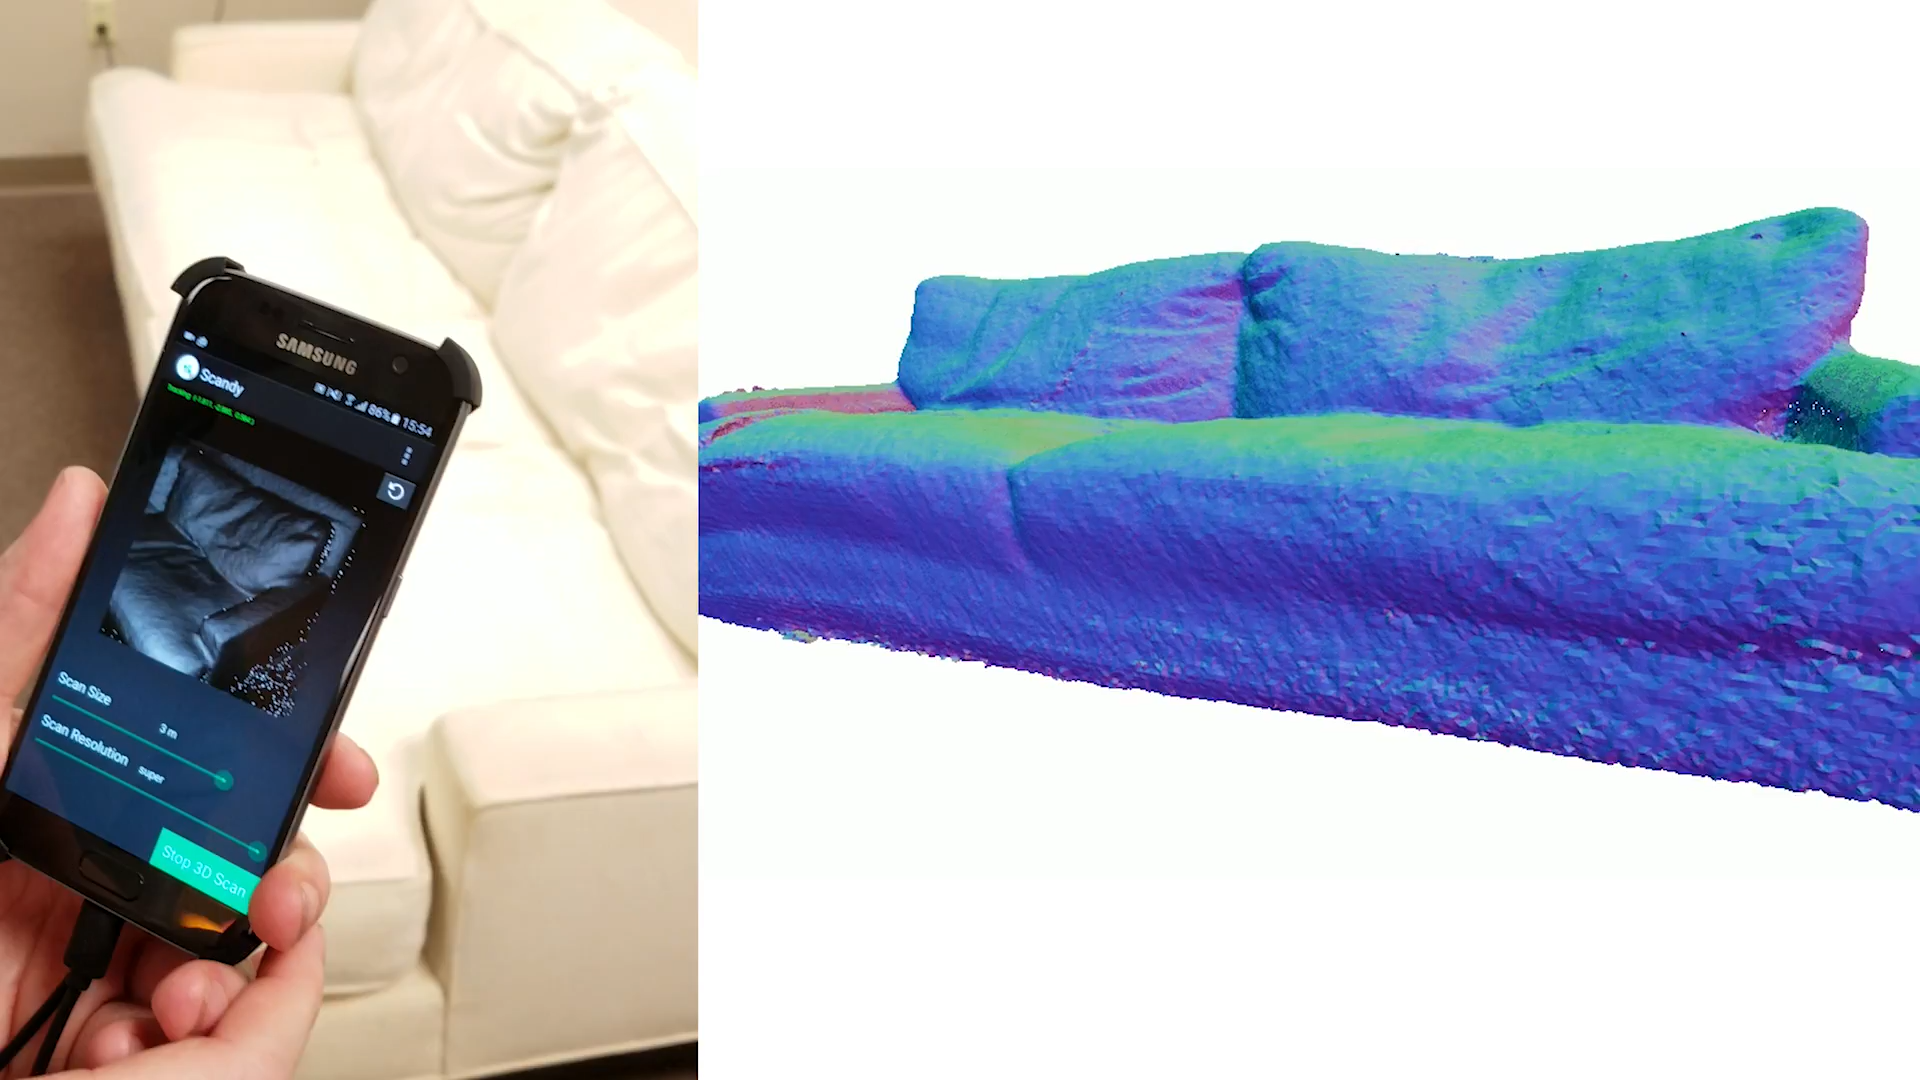 SAMSUNG
86% 15:54
Scandy
Scan Size
3 m
Scan Resolution super
Stop 3D Scan